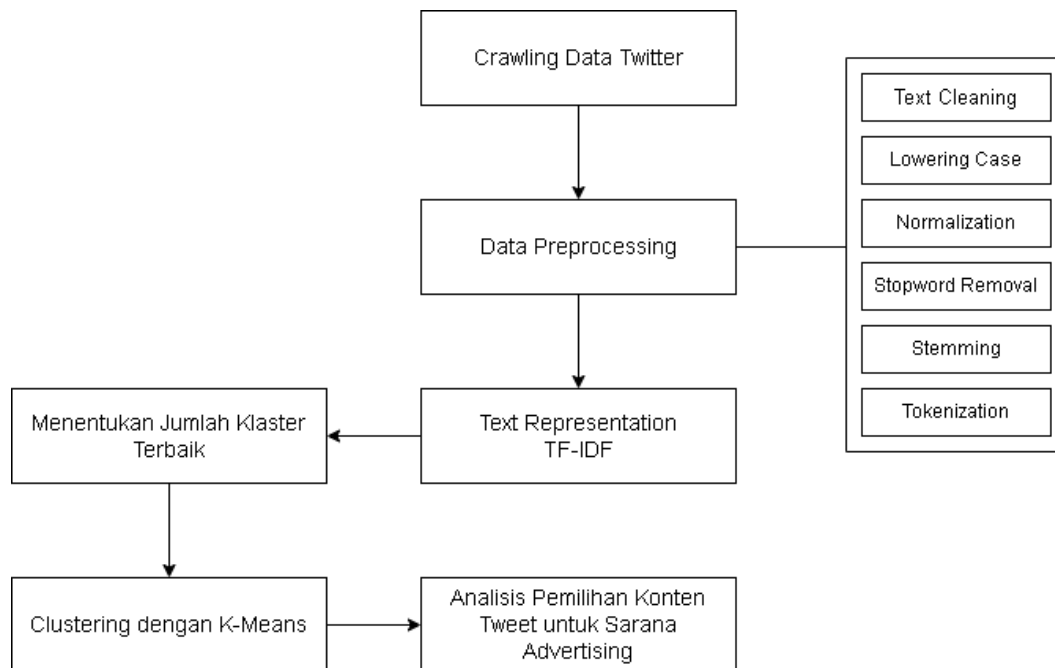 Crawling Data Twitter
Data Preprocessing
Text Cleaning
Lowering Case
Normalization
Stopword Removal
Stemming
Tokenization
Text Representation
TF-IDF
Menentukan Jumlah Klaster
Terbaik
Clustering dengan K-Means
Analisis Pemilihan Konten
Tweet untuk Sarana
Advertising